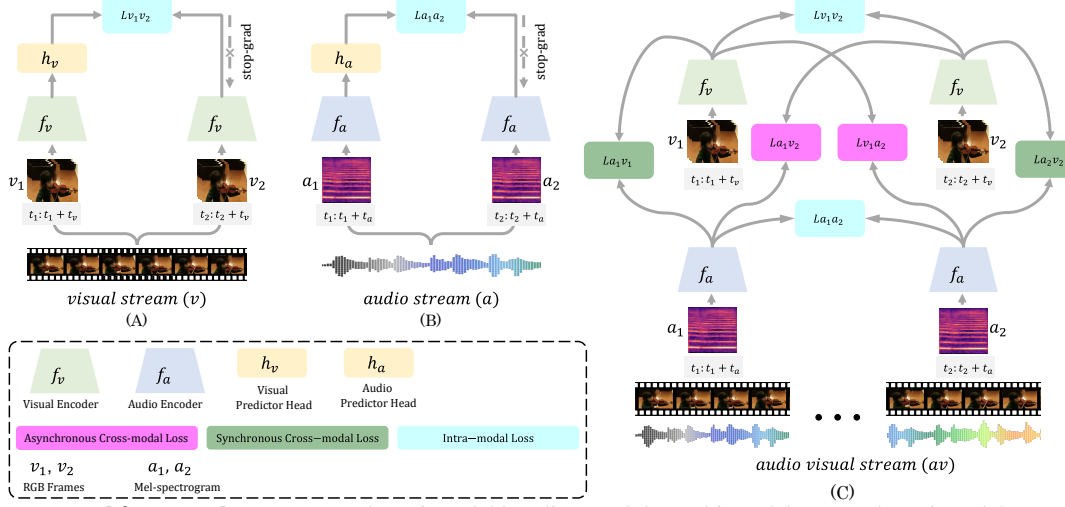 Lv₁v₂
hᵥ
stop-grad
fᵥ
fᵥ
v₁
v₂
t₁: t₁ + tᵥ
t₂: t₂ + tᵥ
visual stream (v)
(A)
La₁a₂
hₐ
stop-grad
fₐ
fₐ
a₁
a₂
t₁: t₁ + tₐ
t₂: t₂ + tₐ
audio stream (a)
(B)
Lv₁v₂
fᵥ
fᵥ
v₁
v₂
t₁: t₁ + tᵥ
t₂: t₂ + tᵥ
La₁v₁
La₁v₂
Lv₁a₂
La₂v₂
La₁a₂
fₐ
fₐ
a₁
a₂
t₁: t₁ + tₐ
t₂: t₂ + tₐ
audio visual stream (av)
(C)
fᵥ
Visual Encoder
fₐ
Audio Encoder
hᵥ
Visual
Predictor Head
hₐ
Audio
Predictor Head
Asynchronous Cross-modal Loss
Synchronous Cross−modal Loss
Intra−modal Loss
v₁, v₂
RGB Frames
a₁, a₂
Mel-spectrogram